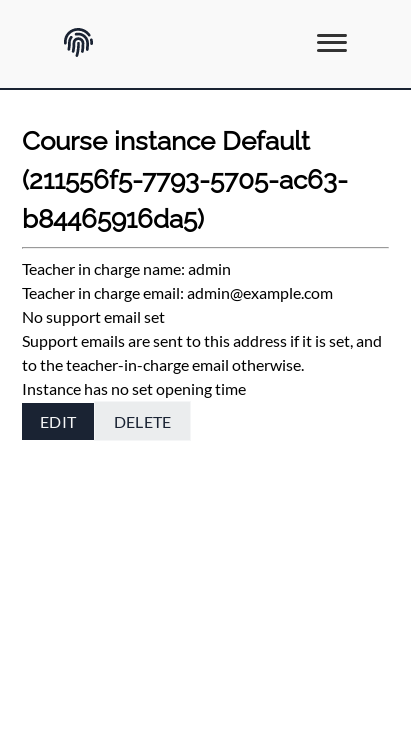 Course instance Default
(211556f5-7793-5705-ac63-
b84465916da5)
Teacher in charge name: admin
Teacher in charge email: admin@example.com
No support email set
Support emails are sent to this address if it is set, and
to the teacher-in-charge email otherwise.
Instance has no set opening time
EDIT DELETE